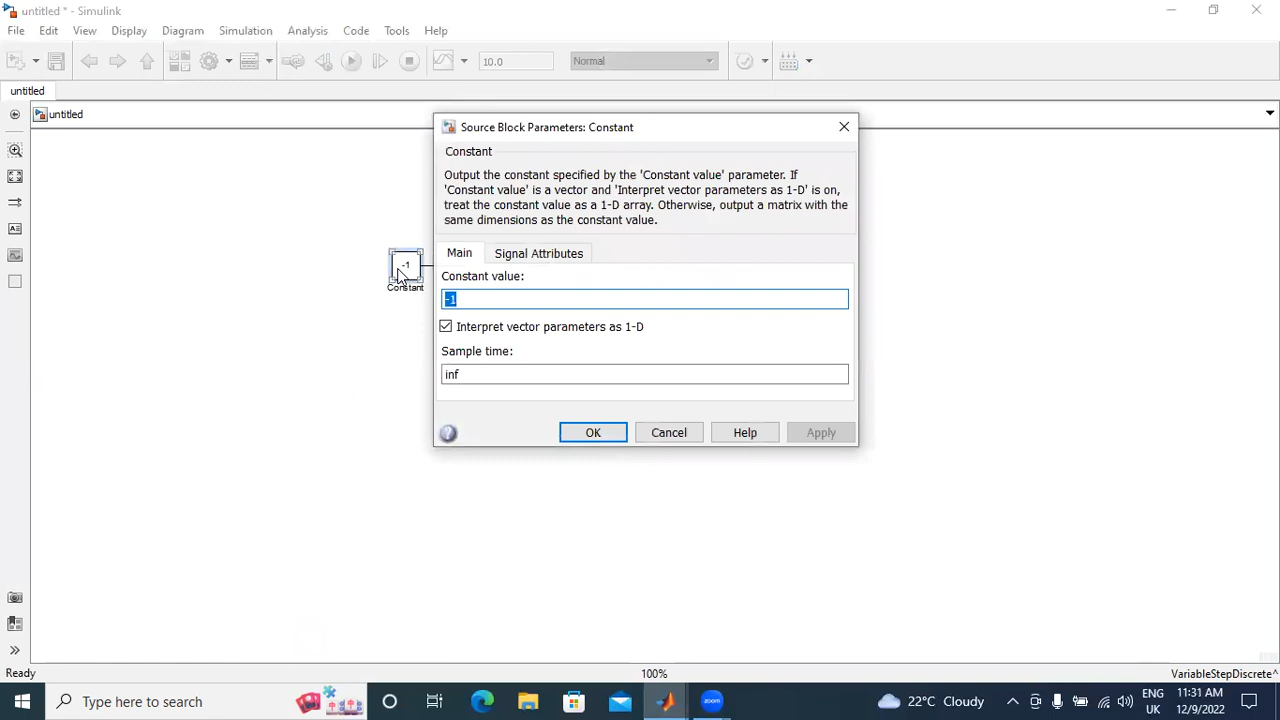 untitled * - Simulink
File Edit View Display Diagram Simulation Analysis Code Tools Help
10.0 Normal
untitled
untitled
Source Block Parameters: Constant
Constant
Output the constant specified by the 'Constant value' parameter. If
'Constant value' is a vector and 'Interpret vector parameters as 1-D' is on,
treat the constant value as a 1-D array. Otherwise, output a matrix with the
same dimensions as the constant value.
Main Signal Attributes
-1
Constant
Constant value:
-1
Interpret vector parameters as 1-D
Sample time:
inf
OK Cancel Help Apply
Ready 100% VariableStepDiscrete^
Type here to search
zoom
22°C Cloudy
ENG
UK
11:31 AM
12/9/2022